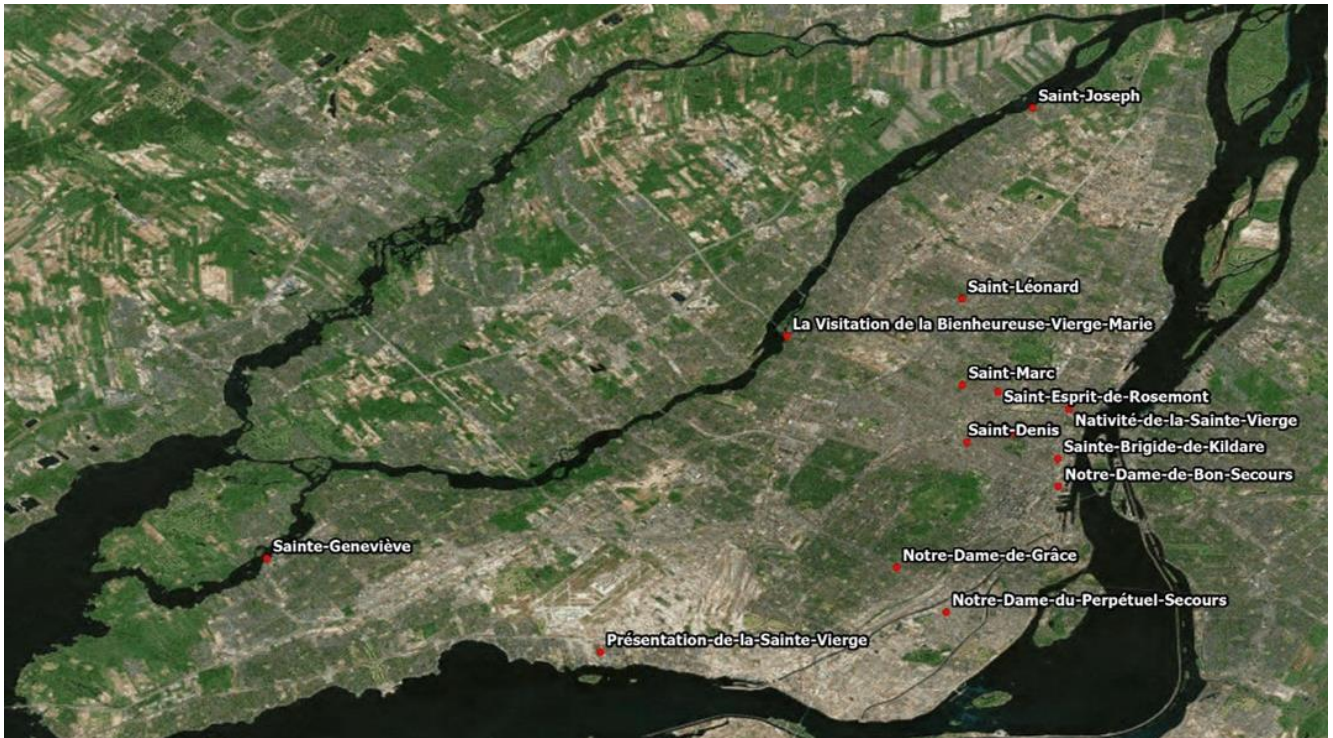 Saint-Joseph
Saint-Léonard
La Visitation de la Bienheureuse-Vierge-Marie
Saint-Marc
Saint-Esprit-de-Rosemont
Nativité-de-la-Sainte-Vierge
Saint-Denis
Sainte-Brigide-de-Kildare
Notre-Dame-de-Bon-Secours
Sainte-Geneviève
Notre-Dame-de-Grâce
Notre-Dame-du-Perpétuel-Secours
Présentation-de-la-Sainte-Vierge